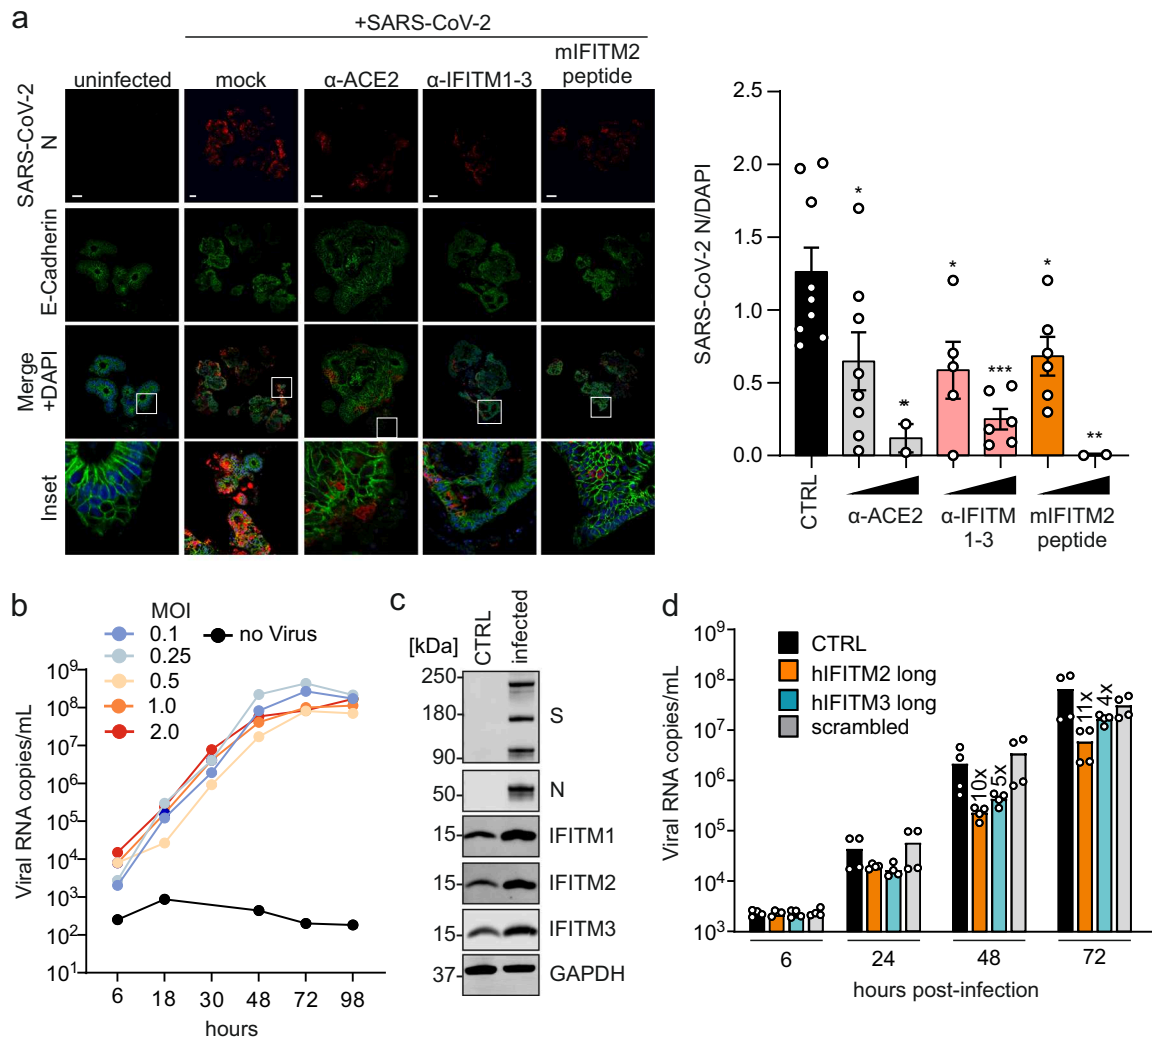 a
+SARS-CoV-2
uninfected
mock
α-ACE2
α-IFITM1-3
mIFITM2
peptide
SARS-CoV-2
N
E-Cadherin
Merge
+DAPI
Inset
SARS-CoV-2 N/DAPI
2.5
2.0
1.5
1.0
0.5
0.0
*
**
*
***
*
**
CTRL
α-ACE2
α-IFITM
1-3
mIFITM2
peptide
b
MOI
0.1
0.25
0.5
1.0
2.0
no Virus
Viral RNA copies/mL
10⁹
10⁸
10⁷
10⁶
10⁵
10⁴
10³
10²
10¹
6 18 30 48 72 98
hours
c
[kDa]
CTRL
infected
250
180
90
S
50
N
15
IFITM1
15
IFITM2
15
IFITM3
37
GAPDH
d
CTRL
hIFITM2 long
hIFITM3 long
scrambled
Viral RNA copies/mL
10⁹
10⁸
10⁷
10⁶
10⁵
10⁴
10³
10x
5x
11x
4x
6 24 48 72
hours post-infection